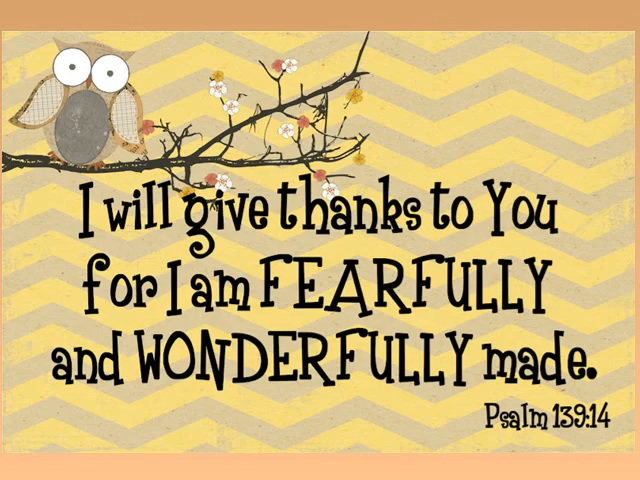 I will give thanks to You
for I am FEARFULLY
and WONDERFULLY made.
Psalm 139:14